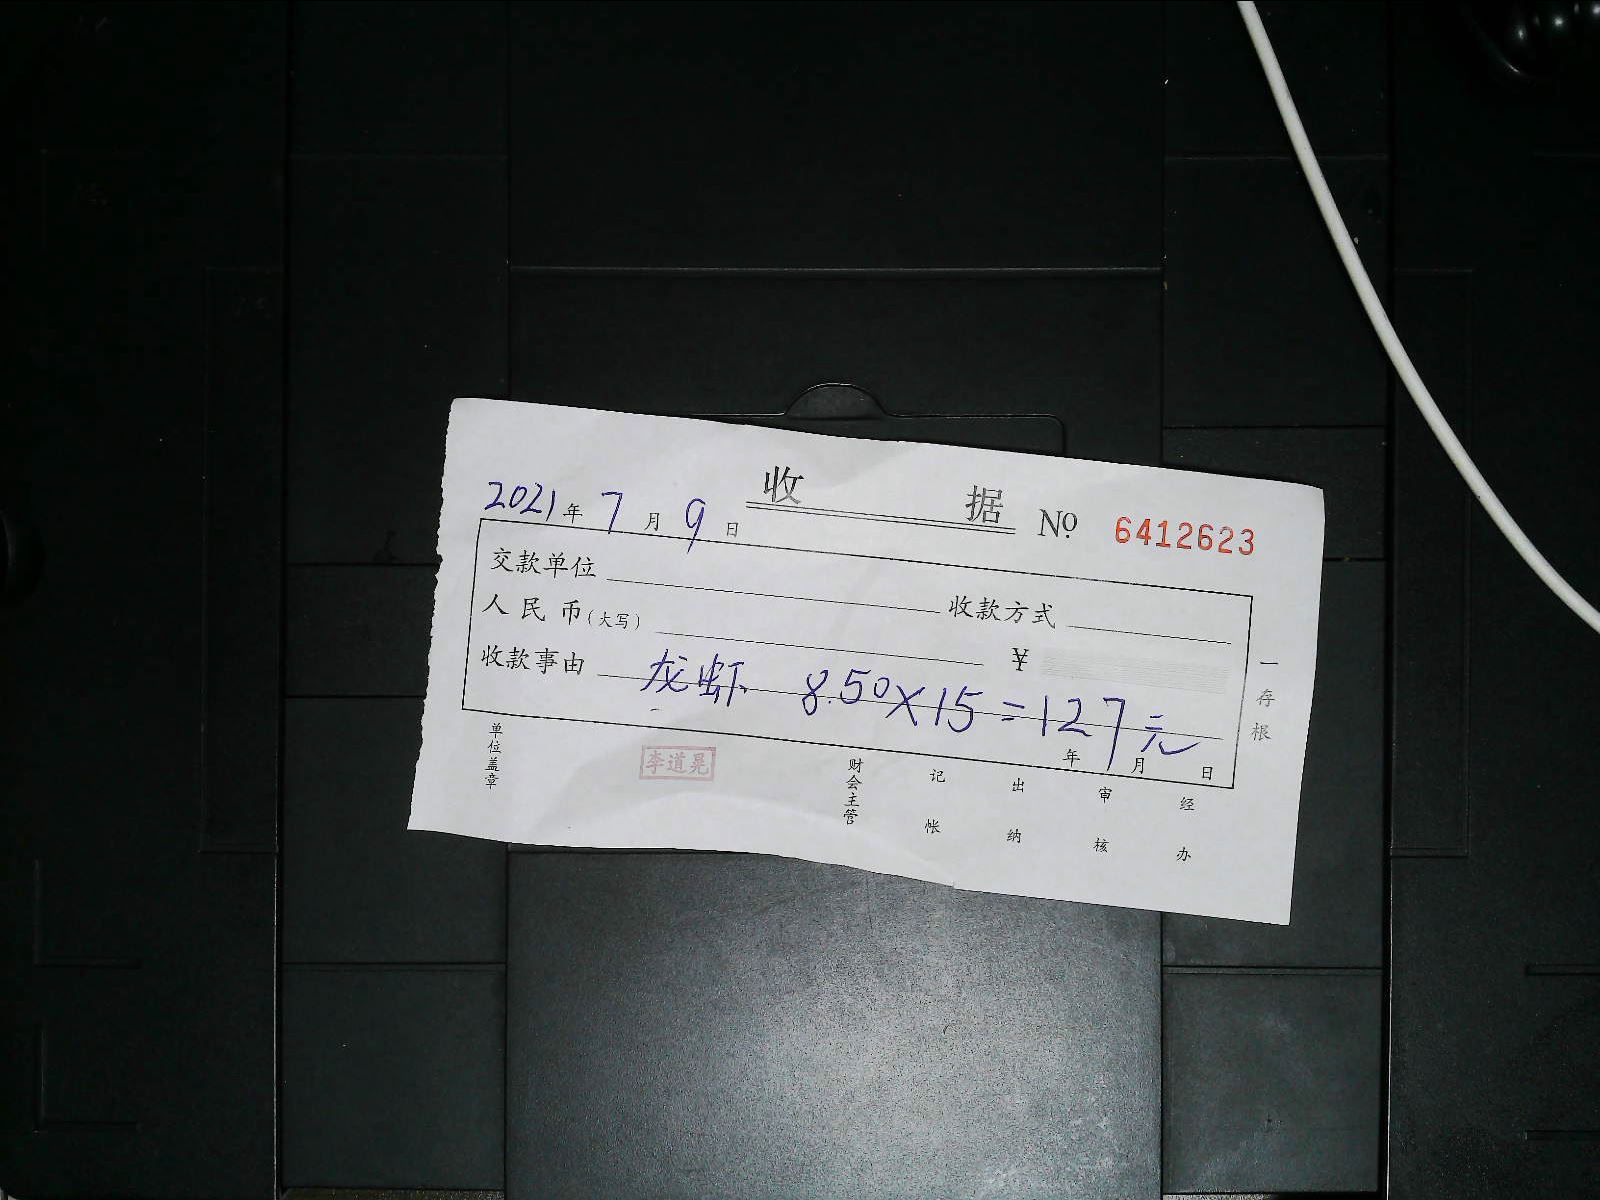 收 据 № 6412623
2021年7月9日
交款单位 收款方式
人民币(大写) ¥
收款事由 龙虾 8.50×15=127元
年 月 日
一存根
单位盖章 李道晃 财会主管 记帐 出纳 审核 经办